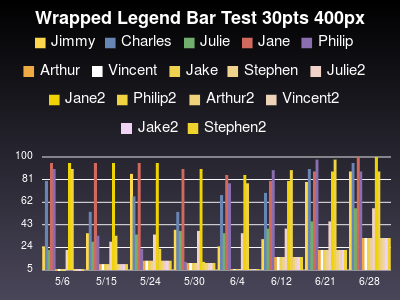 Wrapped Legend Bar Test 30pts 400px
Jimmy Charles Julie Jane Philip
Arthur Vincent Jake Stephen Julie2
Jane2 Philip2 Arthur2 Vincent2
Jake2 Stephen2
100
81
62
43
24
5
5/6 5/15 5/24 5/30 6/4 6/12 6/21 6/28